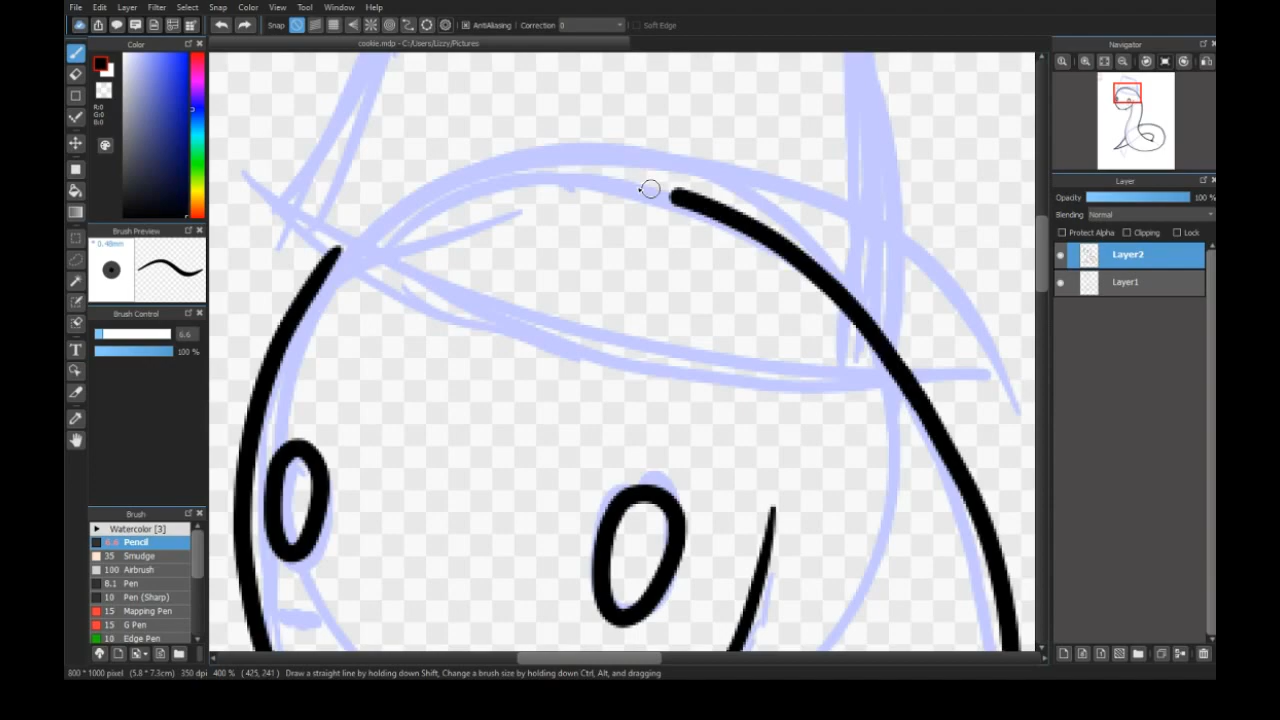 File Edit Layer Filter Select Snap Color View Tool Window Help
Snap AntiAliasing Correction 0 Soft Edge
Color cookie.mdp - C:/Users/Lizzy/Pictures Navigator
R:0
G:0
B:0
Layer
Opacity 100 %
Blending Normal
Protect Alpha Clipping Lock
Layer2
Layer1
Brush Preview
* 0.48mm
Brush Control
6.6
100 %
Brush
Watercolor [3]
6.6 Pencil
35 Smudge
100 Airbrush
8.1 Pen
10 Pen (Sharp)
15 Mapping Pen
15 G Pen
10 Edge Pen
800 * 1000 pixel (5.8 * 7.3cm) 350 dpi 400 % ( 425, 241 ) Draw a straight line by holding down Shift, Change a brush size by holding down Ctrl, Alt, and dragging